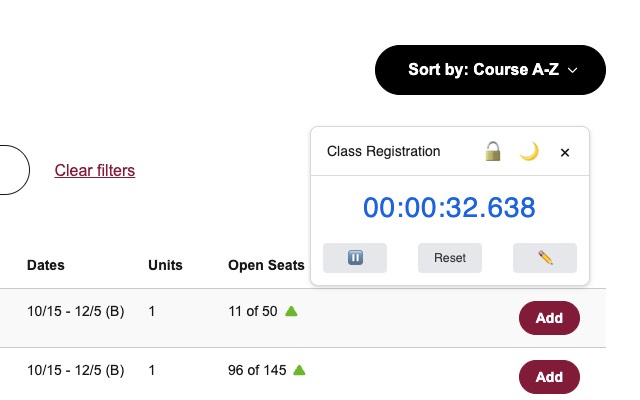 Sort by: Course A-Z
Class Registration
Clear filters
00:00:32.638
Reset
Dates Units Open Seats
10/15 - 12/5 (B) 1 11 of 50 Add
10/15 - 12/5 (B) 1 96 of 145 Add